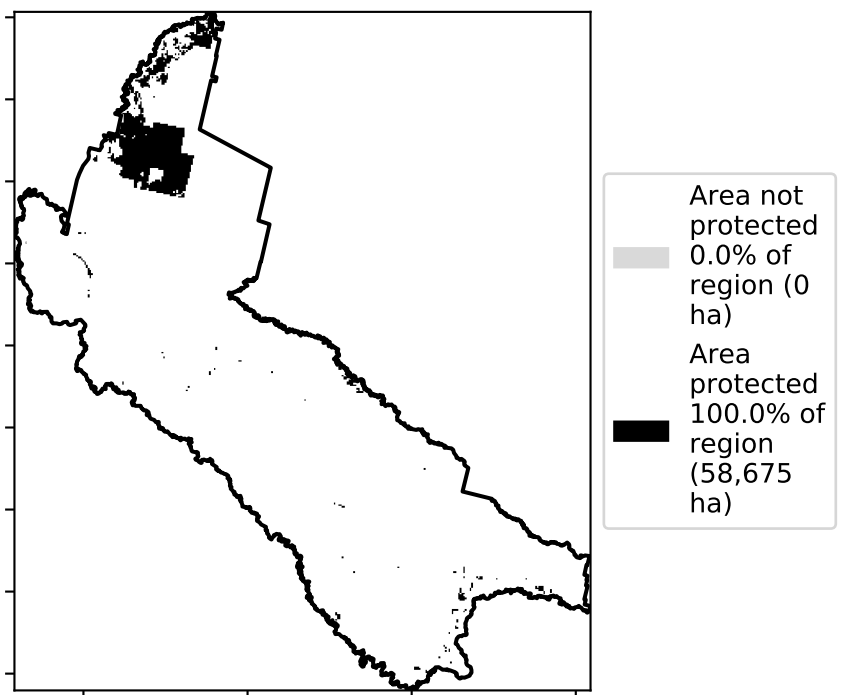 Area not
protected
0.0% of
region (0
ha)
Area
protected
100.0% of
region
(58,675
ha)